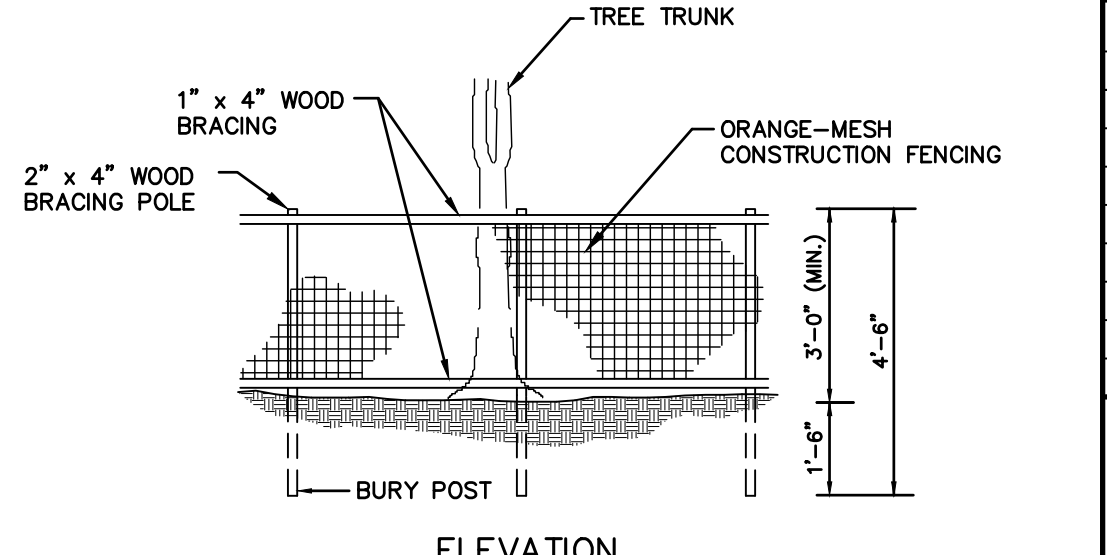 TREE TRUNK
1" x 4" WOOD
BRACING
ORANGE-MESH
CONSTRUCTION FENCING
2" x 4" WOOD
BRACING POLE
3'-0" (MIN.)
4'-6"
1'-6"
BURY POST
ELEVATION